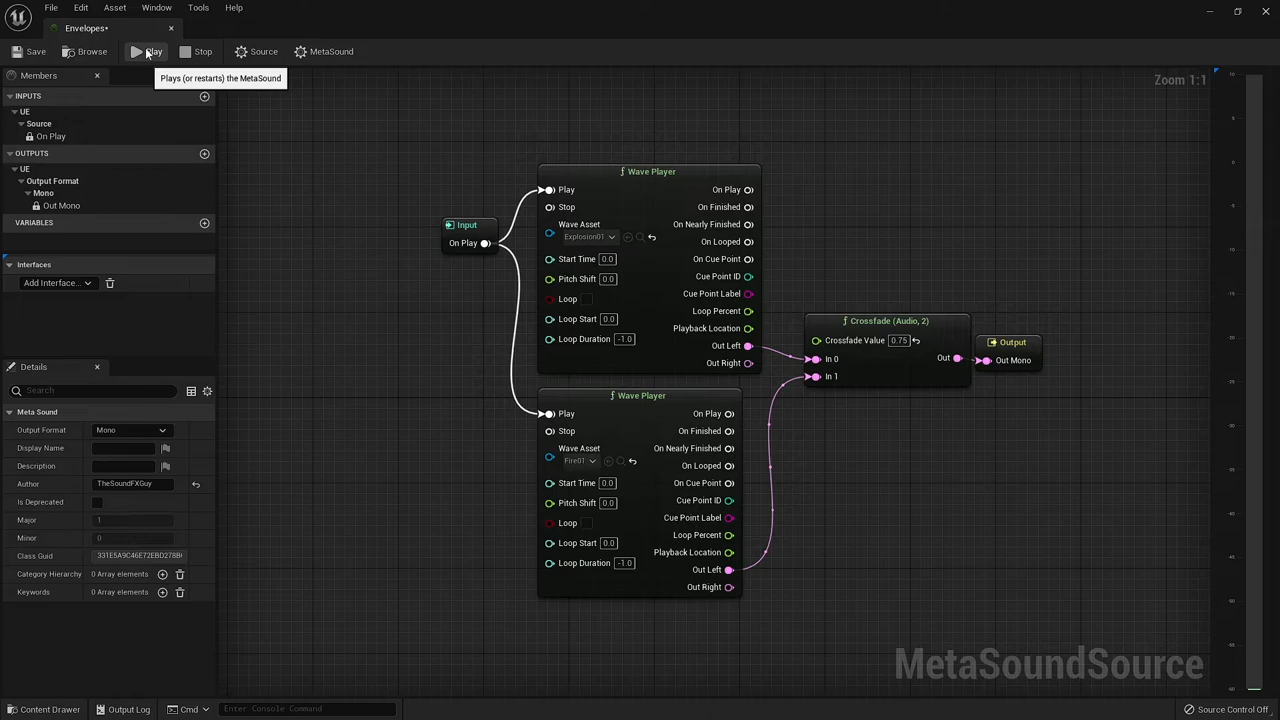 File Edit Asset Window Tools Help
Envelopes•
Save Browse Play Stop Source MetaSound
Plays (or restarts) the MetaSound
Zoom 1:1
Members
INPUTS
UE
Source
On Play
OUTPUTS
UE
Output Format
Mono
Out Mono
VARIABLES
Interfaces
Add Interface...
Details
Search
Meta Sound
Output Format Mono
Display Name
Description
Author TheSoundFXGuy
Is Deprecated
Major 1
Minor 0
Class Guid 331E5A9C46E72EBD278B
Category Hierarchy 0 Array elements
Keywords 0 Array elements
Input
On Play
Wave Player
Play On Play
Stop On Finished
Wave Asset On Nearly Finished
Explosion01 On Looped
Start Time 0.0 On Cue Point
Pitch Shift 0.0 Cue Point ID
Loop Cue Point Label
Loop Start 0.0 Loop Percent
Loop Duration -1.0 Playback Location
Out Left
Out Right
Wave Player
Play On Play
Stop On Finished
Wave Asset On Nearly Finished
Fire01 On Looped
Start Time 0.0 On Cue Point
Pitch Shift 0.0 Cue Point ID
Loop Cue Point Label
Loop Start 0.0 Loop Percent
Loop Duration -1.0 Playback Location
Out Left
Out Right
Crossfade (Audio, 2)
Crossfade Value 0.75
In 0 Out
In 1
Output
Out Mono
MetaSoundSource
Content Drawer Output Log Cmd Enter Console Command Source Control Off